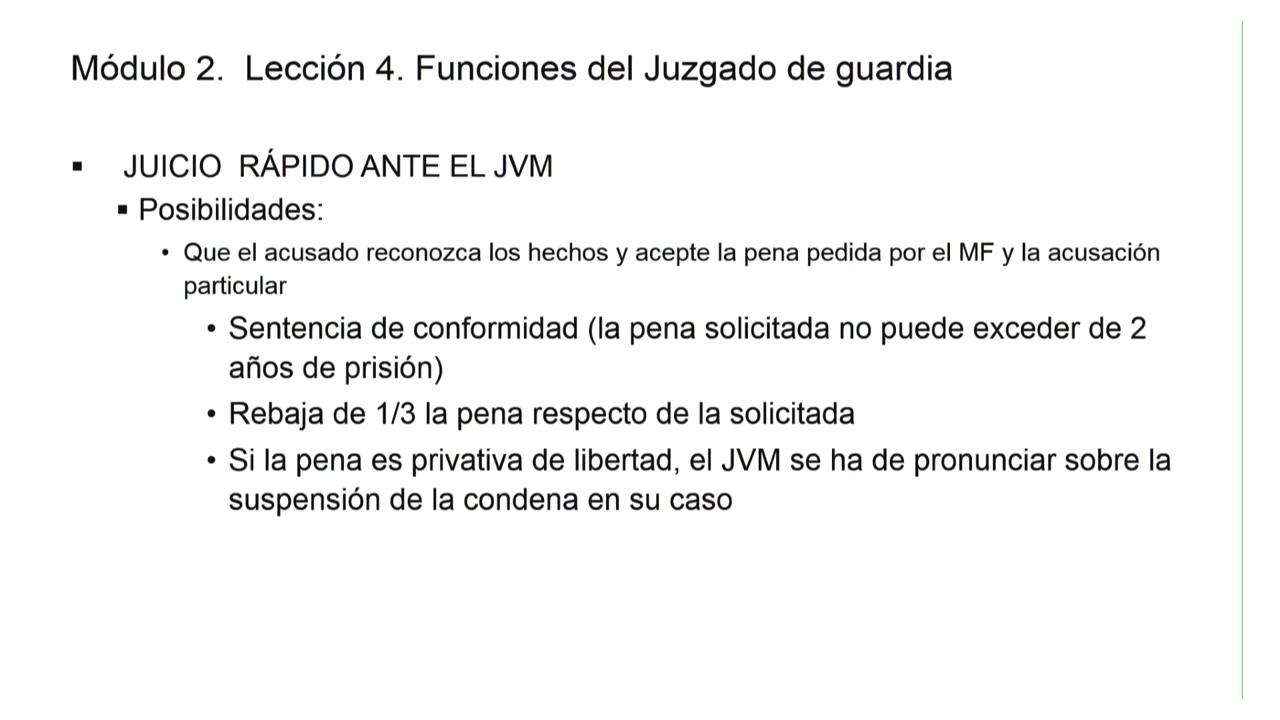 Módulo 2.  Lección 4. Funciones del Juzgado de guardia
▪ JUICIO  RÁPIDO ANTE EL JVM
▪ Posibilidades:
• Que el acusado reconozca los hechos y acepte la pena pedida por el MF y la acusación
particular
• Sentencia de conformidad (la pena solicitada no puede exceder de 2
años de prisión)
• Rebaja de 1/3 la pena respecto de la solicitada
• Si la pena es privativa de libertad, el JVM se ha de pronunciar sobre la
suspensión de la condena en su caso